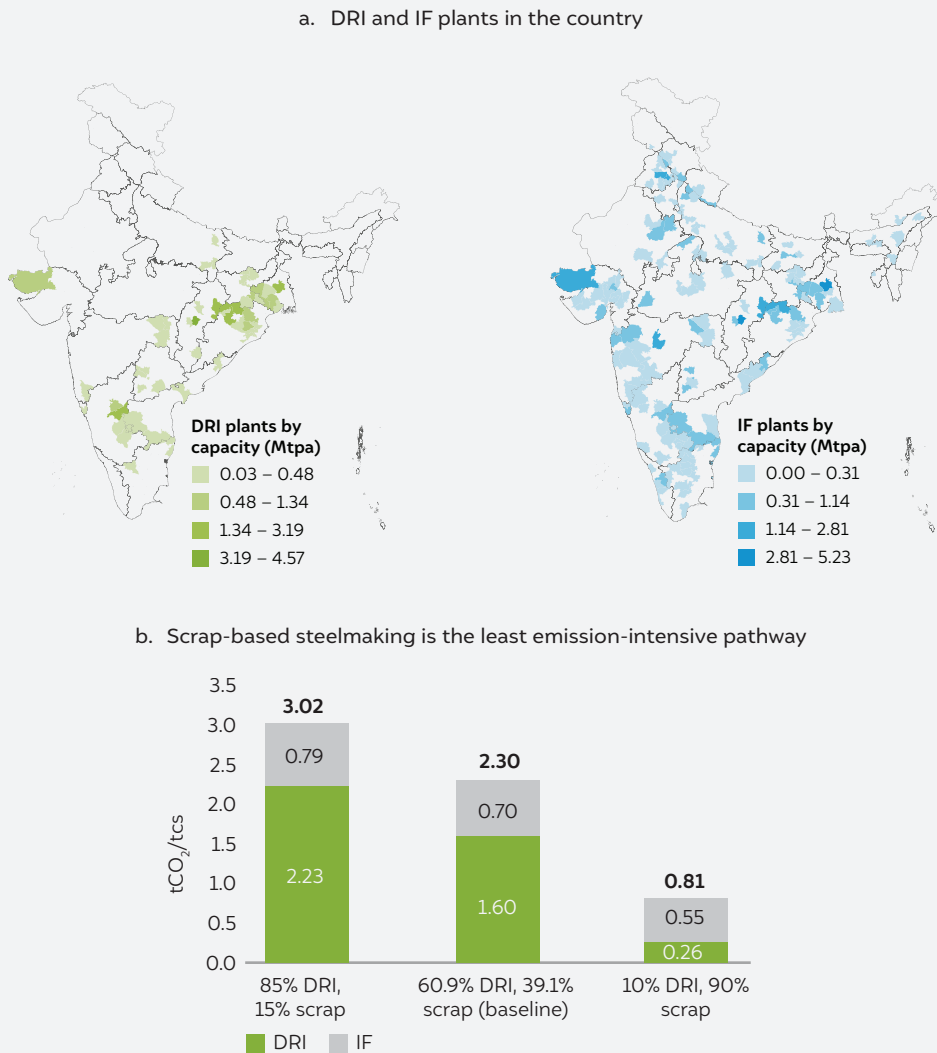 a. DRI and IF plants in the country
DRI plants by
capacity (Mtpa)
0.03 – 0.48
0.48 – 1.34
1.34 – 3.19
3.19 – 4.57
IF plants by
capacity (Mtpa)
0.00 – 0.31
0.31 – 1.14
1.14 – 2.81
2.81 – 5.23
b. Scrap-based steelmaking is the least emission-intensive pathway
tCO₂/tcs
3.5
3.0
2.5
2.0
1.5
1.0
0.5
0.0
3.02
0.79
2.23
2.30
0.70
1.60
0.81
0.55
0.26
85% DRI,
15% scrap
60.9% DRI, 39.1%
scrap (baseline)
10% DRI, 90%
scrap
DRI
IF